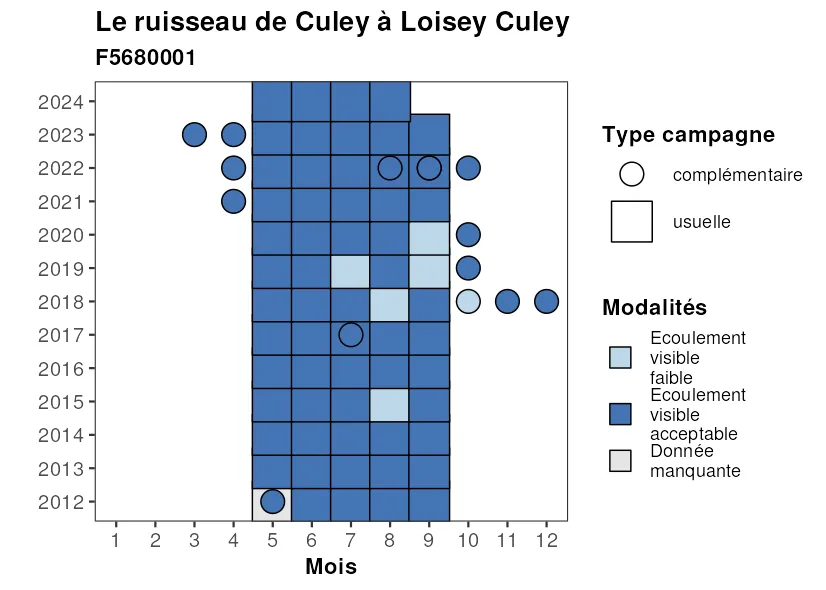 Le ruisseau de Culey à Loisey Culey
F5680001
2024
2023
2022
2021
2020
2019
2018
2017
2016
2015
2014
2013
2012
1 2 3 4 5 6 7 8 9 10 11 12
Mois
Type campagne
complémentaire
usuelle
Modalités
Ecoulement
visible
faible
Ecoulement
visible
acceptable
Donnée
manquante